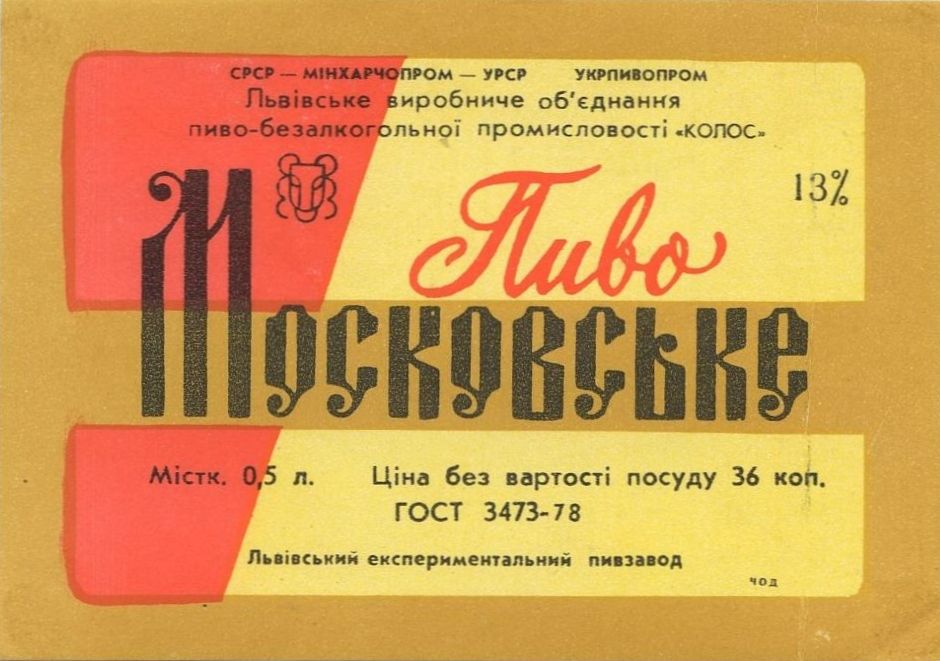 СРСР — МІНХАРЧОПРОМ — УРСР УКРПИВОПРОМ
Львівське виробниче об'єднання
пиво-безалкогольної промисловості «КОЛОС»
13%
Пиво
Московське
Містк. 0,5 л. Ціна без вартості посуду 36 коп.
ГОСТ 3473-78
Львівський експериментальний пивзавод
ЧОД